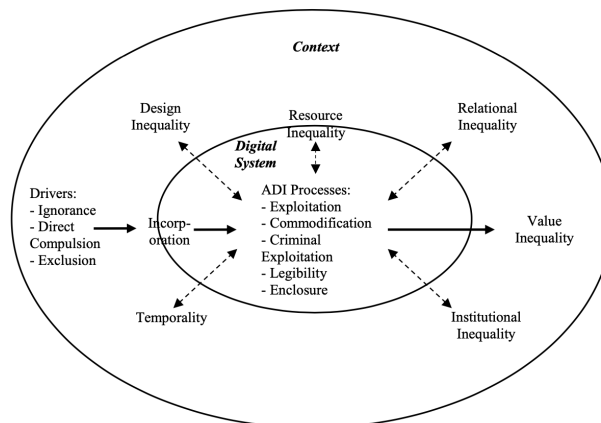 Context
Design
Inequality
Resource
Inequality
Relational
Inequality
Digital
System
Drivers:
- Ignorance
- Direct
Compulsion
- Exclusion
Incorp-
oration
ADI Processes:
- Exploitation
- Commodification
- Criminal
Exploitation
- Legibility
- Enclosure
Value
Inequality
Temporality
Institutional
Inequality